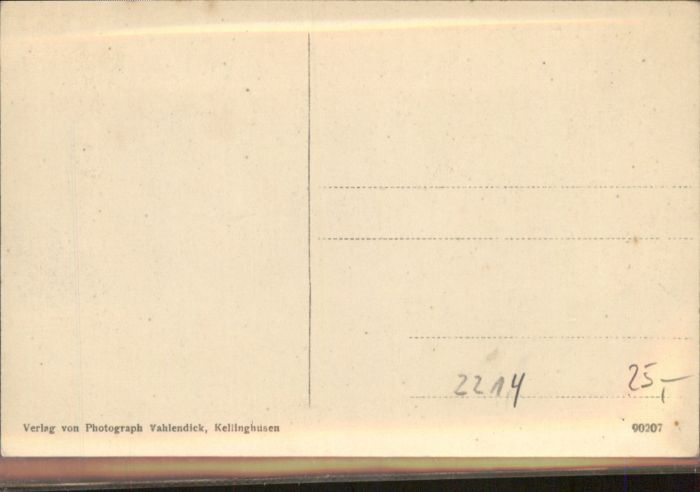 2214
25,-
Verlag von Photograph Vahlendick, Kellinghusen
90207